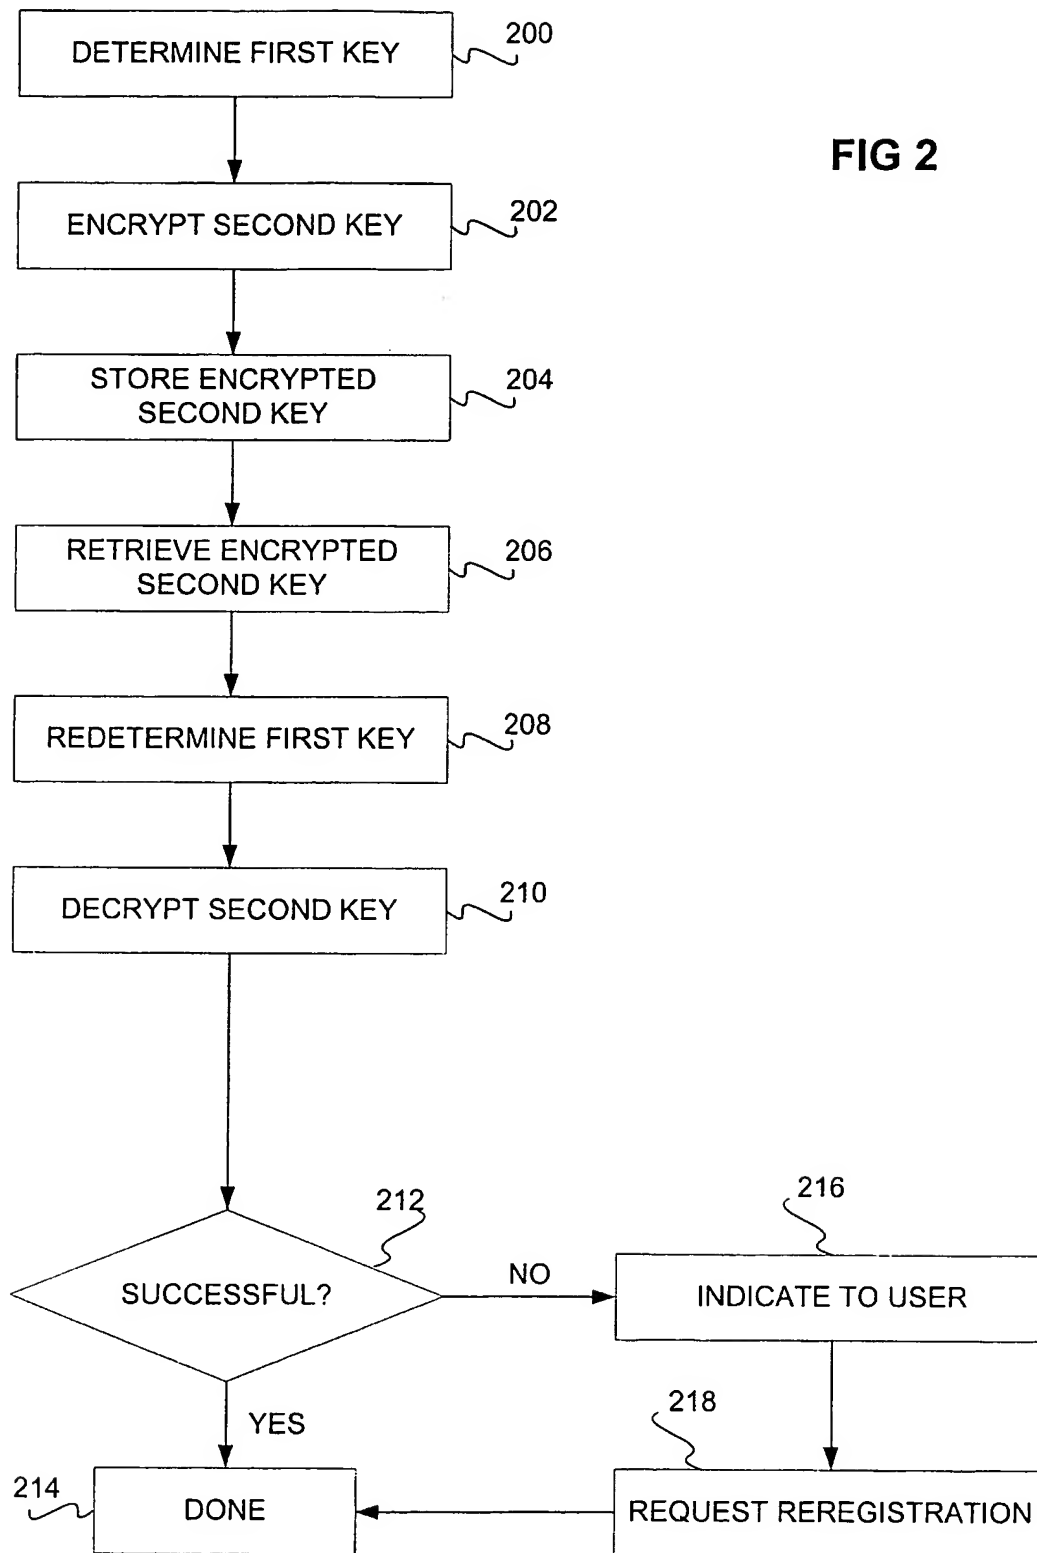 DETERMINE FIRST KEY
200
FIG 2
ENCRYPT SECOND KEY
202
STORE ENCRYPTED
SECOND KEY
204
RETRIEVE ENCRYPTED
SECOND KEY
206
REDETERMINE FIRST KEY
208
DECRYPT SECOND KEY
210
212
SUCCESSFUL?
NO
216
INDICATE TO USER
YES
218
214
DONE
REQUEST REREGISTRATION